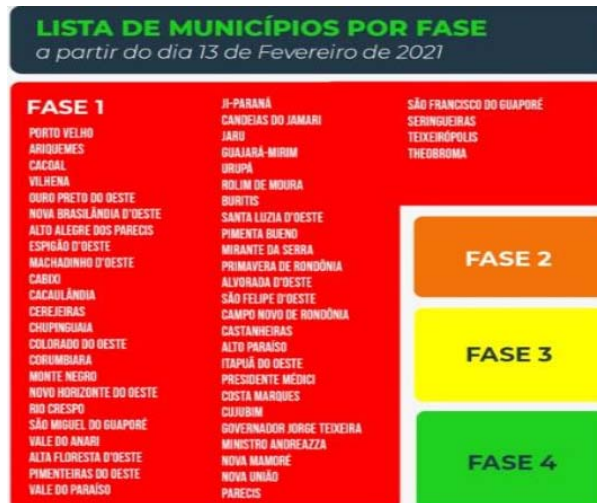 LISTA DE MUNICÍPIOS POR FASE
a partir do dia 13 de Fevereiro de 2021
FASE 1
PORTO VELHO
ARIQUEMES
CACOAL
VILHENA
OURO PRETO DO OESTE
NOVA BRASILÂNDIA D'OESTE
ALTO ALEGRE DOS PARECIS
ESPIGÃO D'OESTE
MACHADINHO D'OESTE
CABIXI
CACAULÂNDIA
CEREJEIRAS
CHUPINGUAIA
COLORADO DO OESTE
CORUMBIARA
MONTE NEGRO
NOVO HORIZONTE DO OESTE
RIO CRESPO
SÃO MIGUEL DO GUAPORÉ
VALE DO ANARI
ALTA FLORESTA D'OESTE
PIMENTEIRAS DO OESTE
VALE DO PARAÍSO
JI-PARANÁ
CANDEIAS DO JAMARI
JARU
GUAJARÁ-MIRIM
URUPÁ
ROLIM DE MOURA
BURITIS
SANTA LUZIA D'OESTE
PIMENTA BUENO
MIRANTE DA SERRA
PRIMAVERA DE RONDÔNIA
ALVORADA D'OESTE
SÃO FELIPE D'OESTE
CAMPO NOVO DE RONDÔNIA
CASTANHEIRAS
ALTO PARAÍSO
ITAPUÃ DO OESTE
PRESIDENTE MÉDICI
COSTA MARQUES
CUJUBIM
GOVERNADOR JORGE TEIXEIRA
MINISTRO ANDREAZZA
NOVA MAMORÉ
NOVA UNIÃO
PARECIS
SÃO FRANCISCO DO GUAPORÉ
SERINGUEIRAS
TEIXEIRÓPOLIS
THEOBROMA
FASE 2
FASE 3
FASE 4